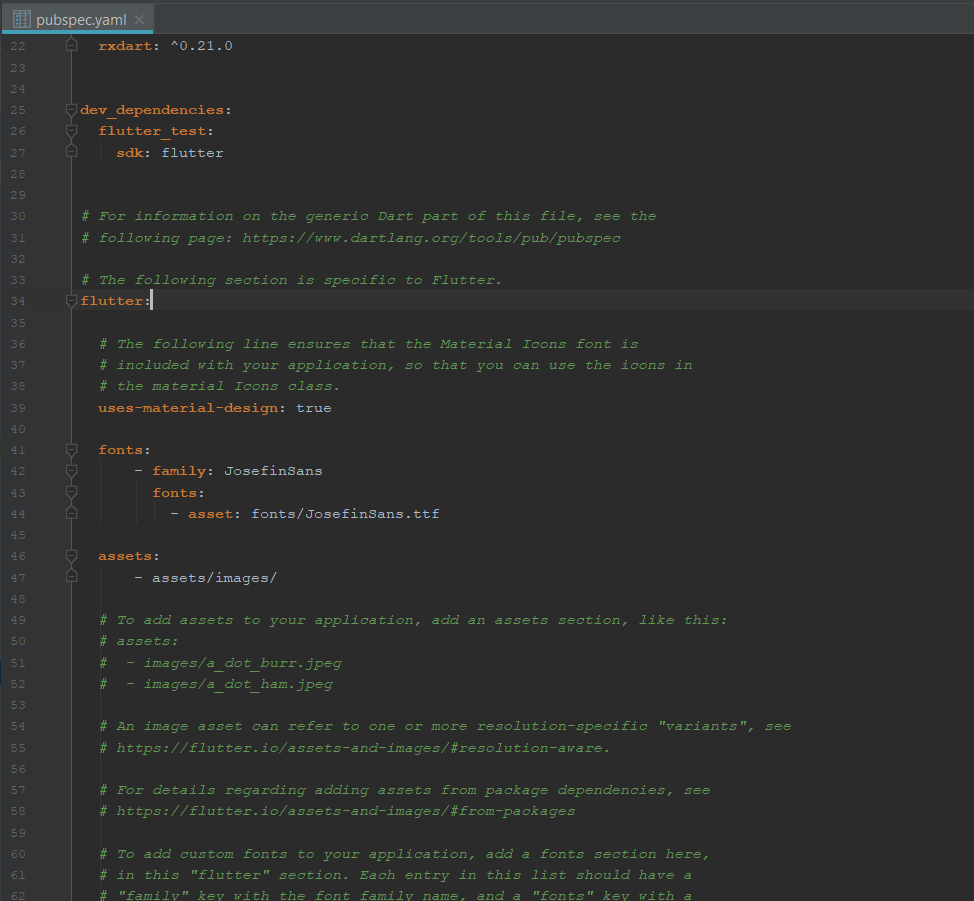 pubspec.yaml
22 rxdart: ^0.21.0
23
24
25 dev_dependencies:
26 flutter_test:
27 sdk: flutter
28
29
30 # For information on the generic Dart part of this file, see the
31 # following page: https://www.dartlang.org/tools/pub/pubspec
32
33 # The following section is specific to Flutter.
34 flutter:
35
36 # The following line ensures that the Material Icons font is
37 # included with your application, so that you can use the icons in
38 # the material Icons class.
39 uses-material-design: true
40
41 fonts:
42 - family: JosefinSans
43 fonts:
44 - asset: fonts/JosefinSans.ttf
45
46 assets:
47 - assets/images/
48
49 # To add assets to your application, add an assets section, like this:
50 # assets:
51 #  - images/a_dot_burr.jpeg
52 #  - images/a_dot_ham.jpeg
53
54 # An image asset can refer to one or more resolution-specific "variants", see
55 # https://flutter.io/assets-and-images/#resolution-aware.
56
57 # For details regarding adding assets from package dependencies, see
58 # https://flutter.io/assets-and-images/#from-packages
59
60 # To add custom fonts to your application, add a fonts section here,
61 # in this "flutter" section. Each entry in this list should have a
62 # "family" key with the font family name, and a "fonts" key with a